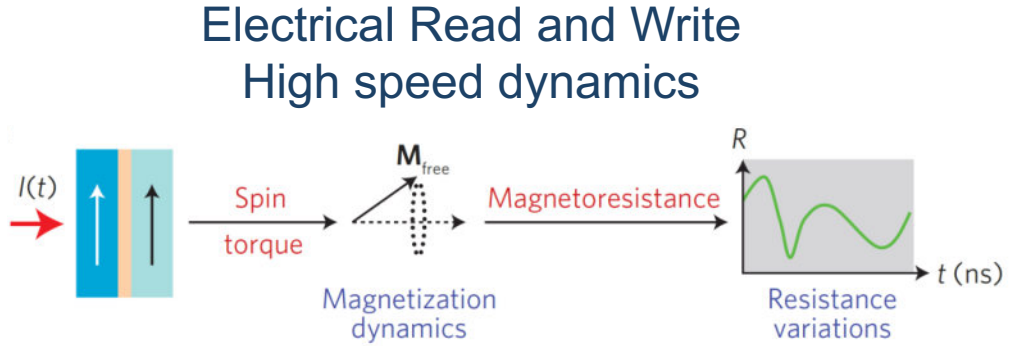 Electrical Read and Write
High speed dynamics
I(t)
Spin
torque
M free
Magnetization
dynamics
Magnetoresistance
R
t (ns)
Resistance
variations